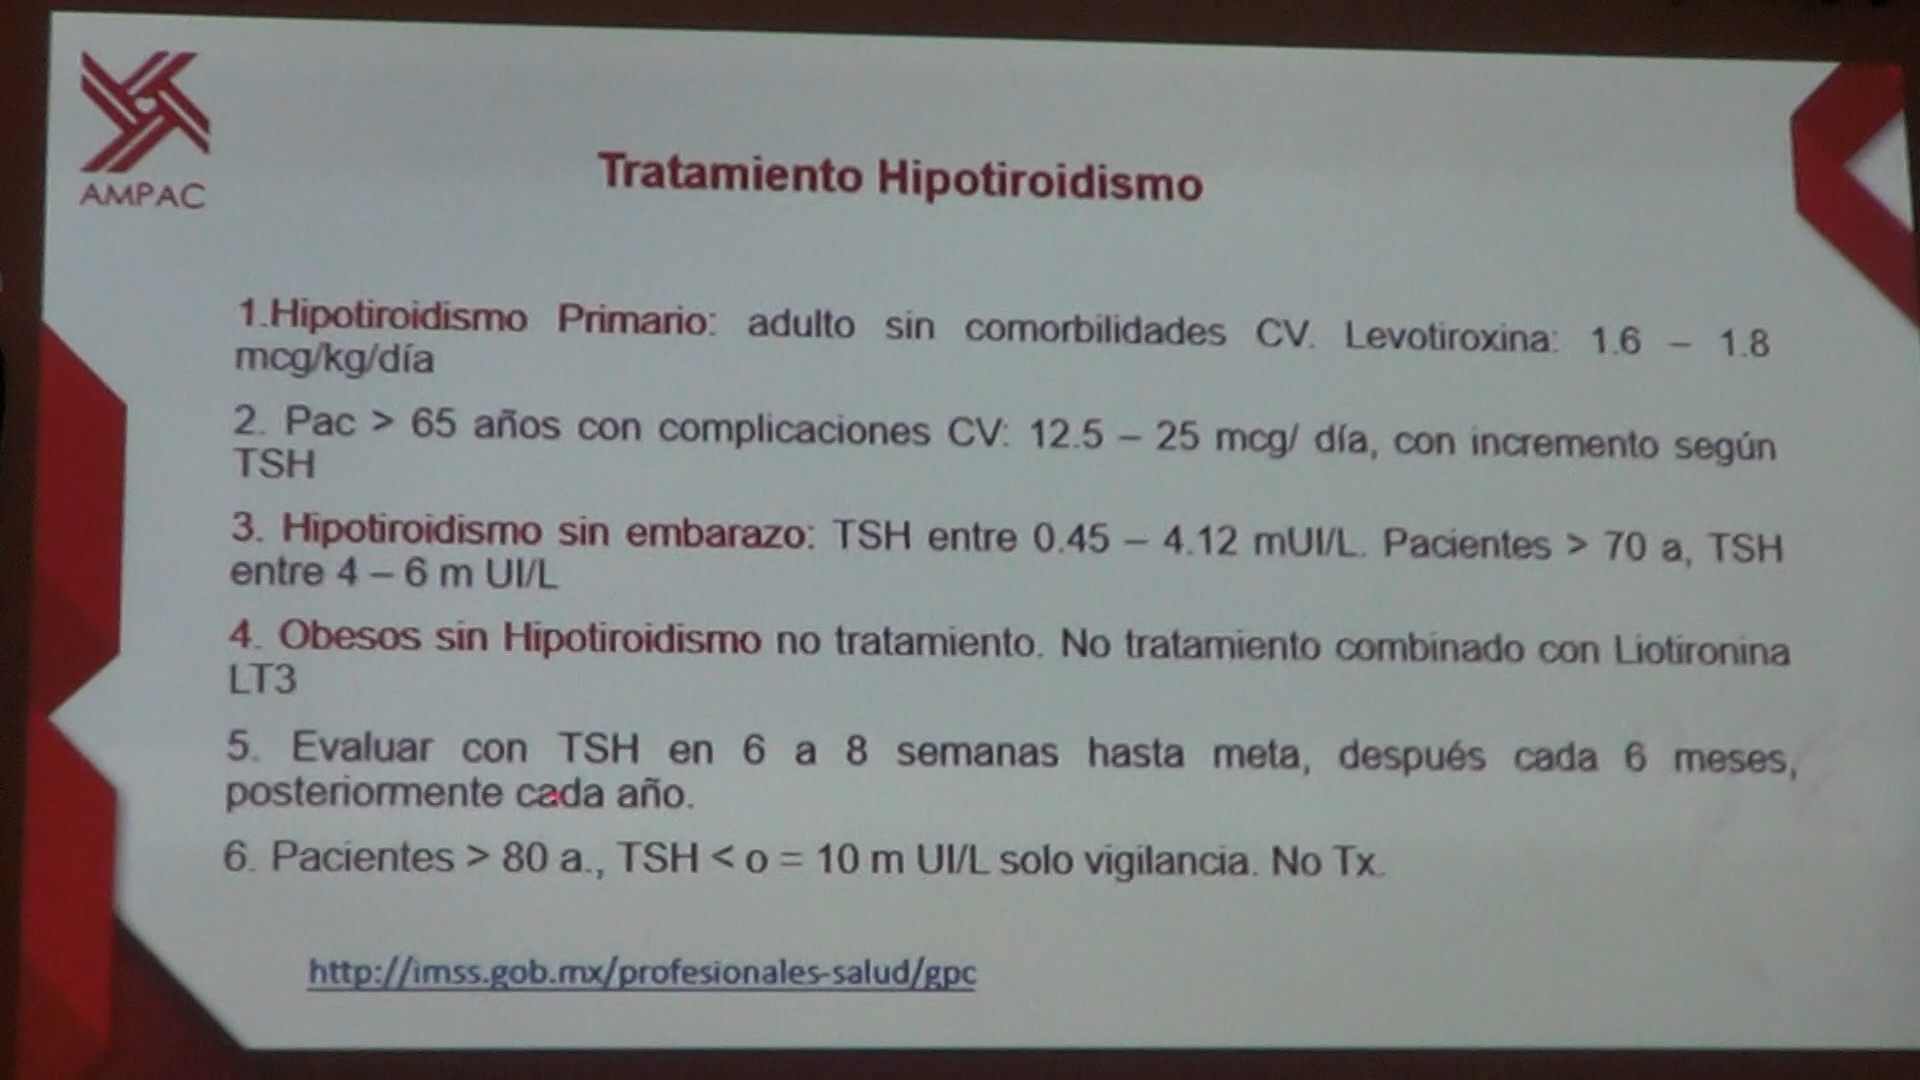 AMPAC
Tratamiento Hipotiroidismo
1.Hipotiroidismo Primario: adulto sin comorbilidades CV. Levotiroxina: 1.6 – 1.8
mcg/kg/día
2. Pac > 65 años con complicaciones CV: 12.5 – 25 mcg/ día, con incremento según
TSH
3. Hipotiroidismo sin embarazo: TSH entre 0.45 – 4.12 mUI/L. Pacientes > 70 a, TSH
entre 4 – 6 m UI/L
4. Obesos sin Hipotiroidismo no tratamiento. No tratamiento combinado con Liotironina
LT3
5. Evaluar con TSH en 6 a 8 semanas hasta meta, después cada 6 meses,
posteriormente cada año.
6. Pacientes > 80 a., TSH < o = 10 m UI/L solo vigilancia. No Tx.
http://imss.gob.mx/profesionales-salud/gpc